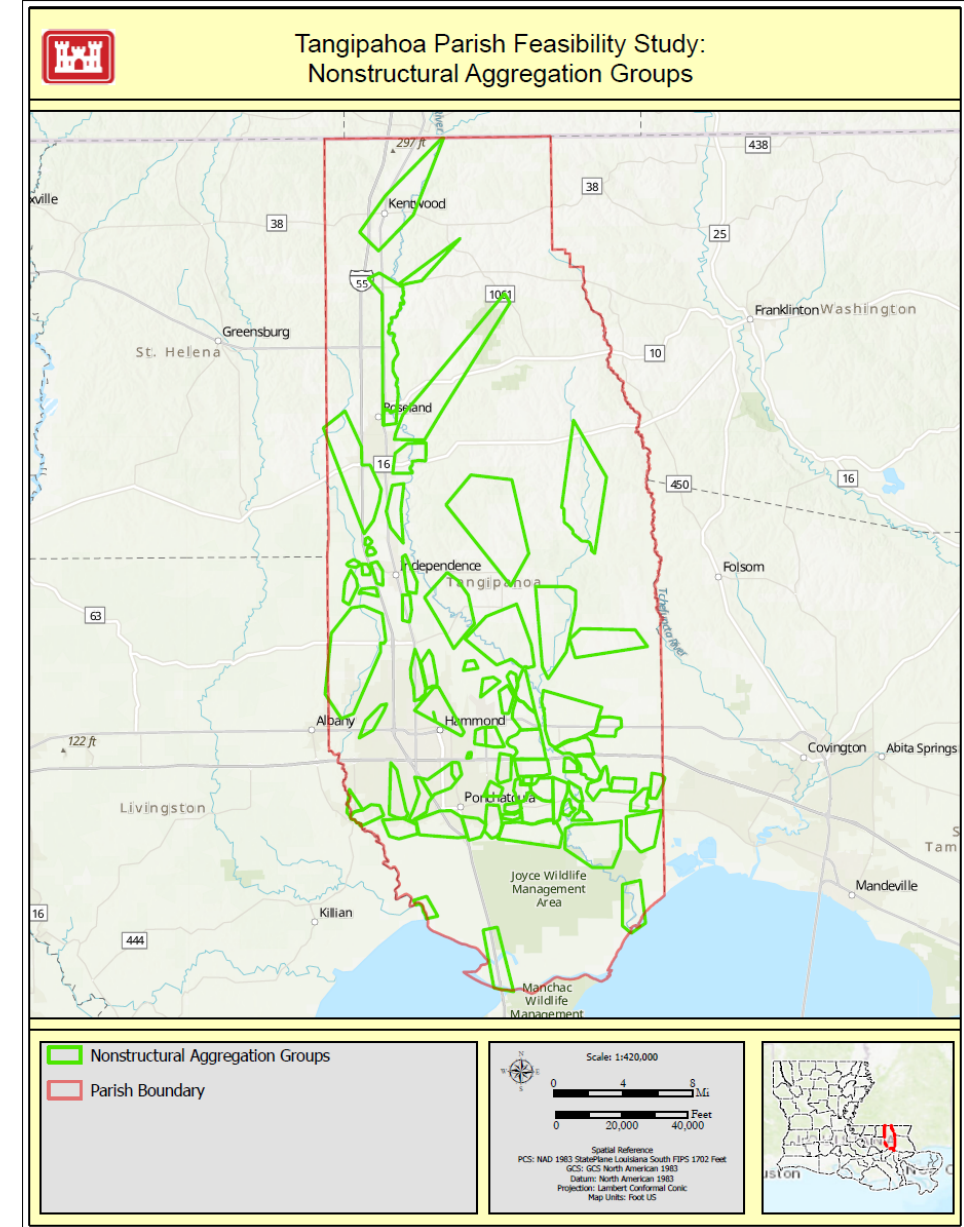 Tangipahoa Parish Feasibility Study:
Nonstructural Aggregation Groups
River
297 ft
438
38
Kentwood
38
25
55
1061
Franklinton
Washington
Greensburg
St. Helena
10
Roseland
16
450
16
Independence
Tangipahoa
Folsom
63
Tchefuncta River
Albany
Hammond
122 ft
Covington
Abita Springs
Livingston
Ponchatoula
Tam
Joyce Wildlife
Management
Area
Mandeville
16
Killian
444
Manchac
Wildlife
Management
Nonstructural Aggregation Groups
Parish Boundary
N
W
E
S
Scale: 1:420,000
0 4 8
Mi
Feet
0 20,000 40,000
Spatial Reference
PCS: NAD 1983 StatePlane Louisiana South FIPS 1702 Feet
GCS: GCS North American 1983
Datum: North American 1983
Projection: Lambert Conformal Conic
Map Units: Foot US
uston